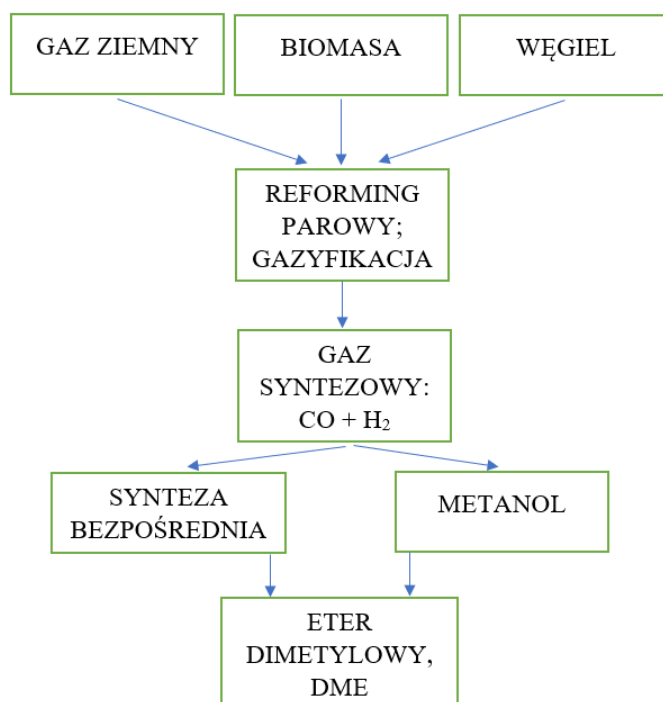 GAZ ZIEMNY
BIOMASA
WĘGIEL
REFORMING
PAROWY;
GAZYFIKACJA
GAZ
SYNTEZOWY:
CO + H₂
SYNTEZA
BEZPOŚREDNIA
METANOL
ETER
DIMETYLOWY,
DME